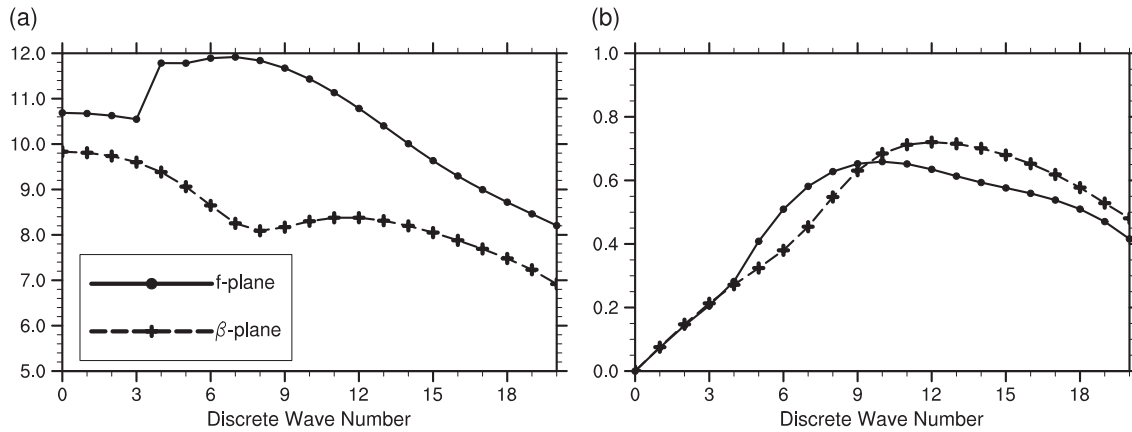 (a)
12.0
11.0
10.0
9.0
8.0
7.0
6.0
5.0
f-plane
β-plane
0 3 6 9 12 15 18
Discrete Wave Number
(b)
1.0
0.8
0.6
0.4
0.2
0.0
0 3 6 9 12 15 18
Discrete Wave Number